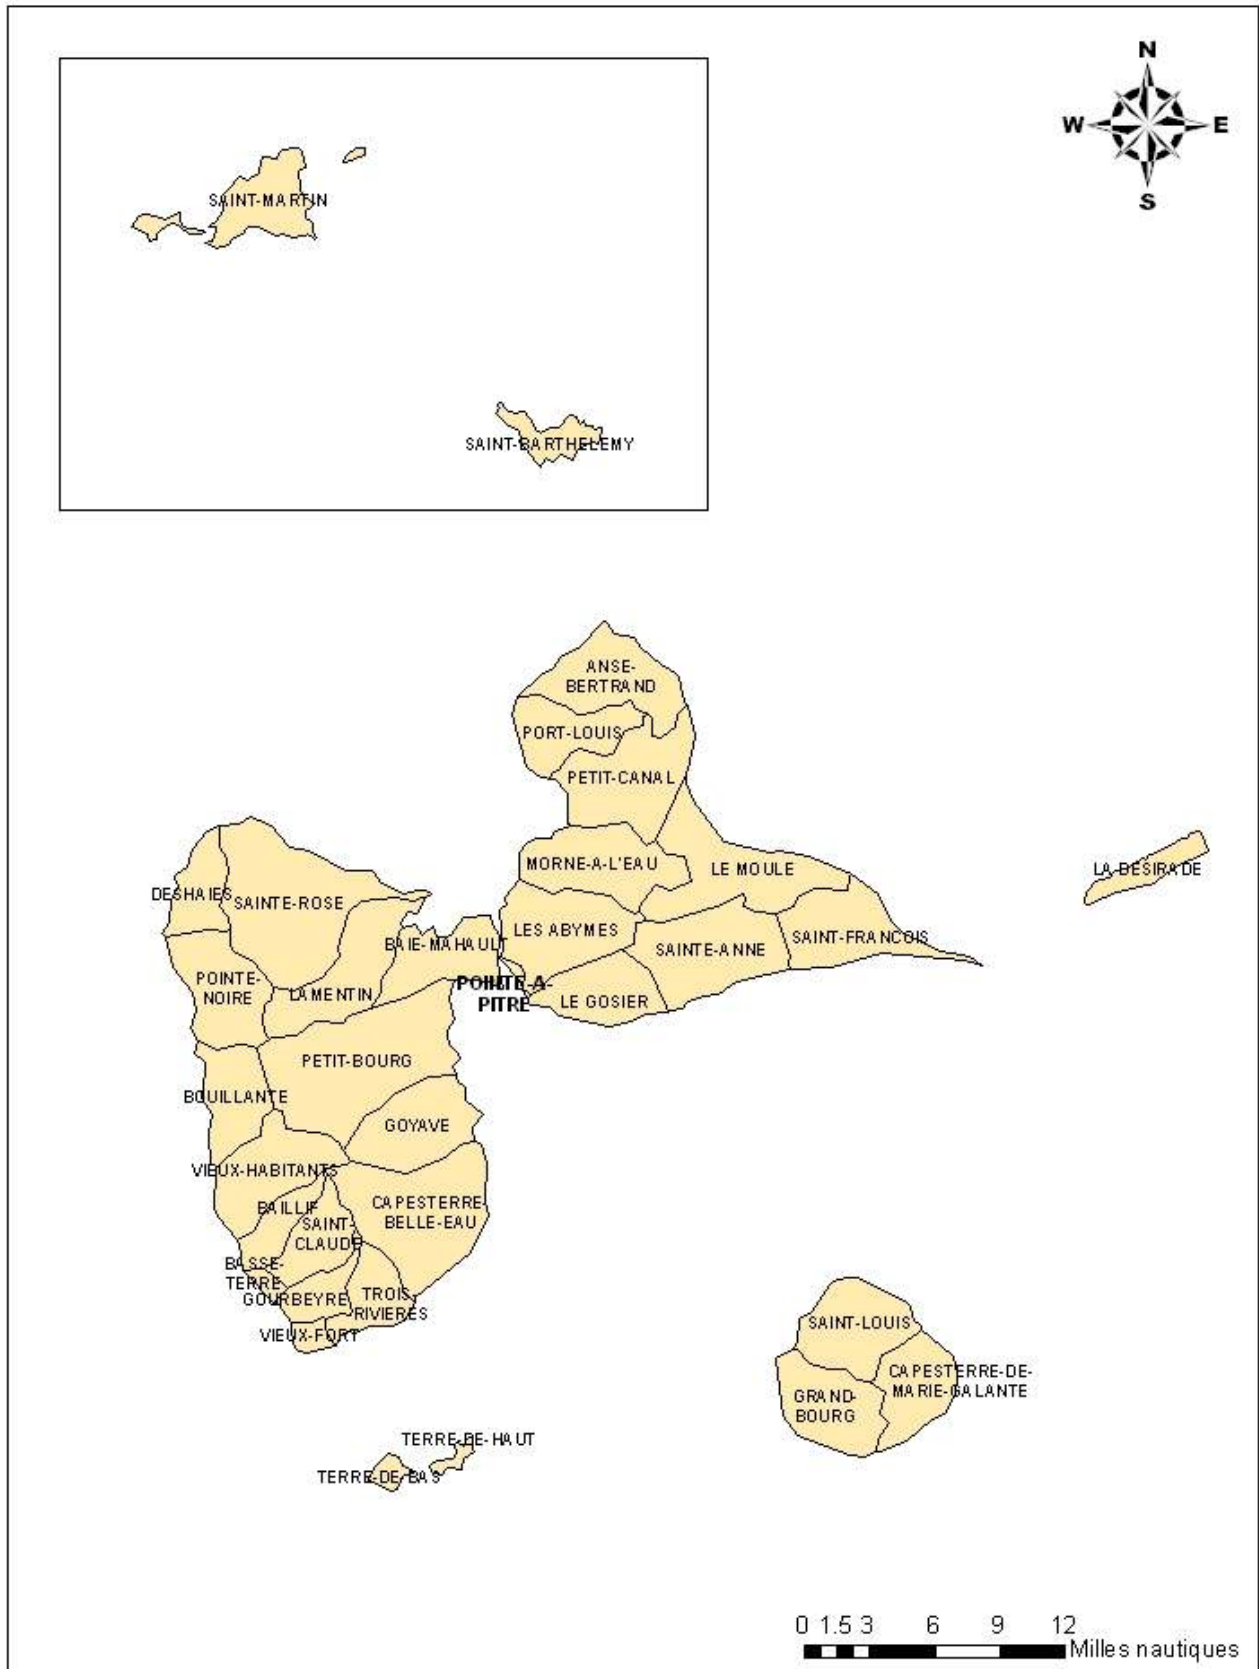 N
W E
S
SAINT-MARTIN
SAINT-BARTHELEMY
ANSE-
BERTRAND
PORT-LOUIS
PETIT-CANAL
MORNE-A-L'EAU
LE MOULE
LA-DESIRADE
DESHAIES
SAINTE-ROSE
LES ABYMES
BAIE-MAHAULT
SAINTE-ANNE
SAINT-FRANCOIS
POINTE-
NOIRE
LAMENTIN
POINTE-A-
PITRE
LE GOSIER
PETIT-BOURG
BOUILLANTE
GOYAVE
VIEUX-HABITANTS
BAILLIF
CAPESTERRE-
BELLE-EAU
SAINT-
CLAUDE
BASSE-
TERRE
GOURBEYRE
TROIS
RIVIERES
VIEUX-FORT
SAINT-LOUIS
CAPESTERRE-DE-
MARIE-GALANTE
GRAND-
BOURG
TERRE-DE-HAUT
TERRE-DE-BAS
0 1.5 3 6 9 12
Milles nautiques